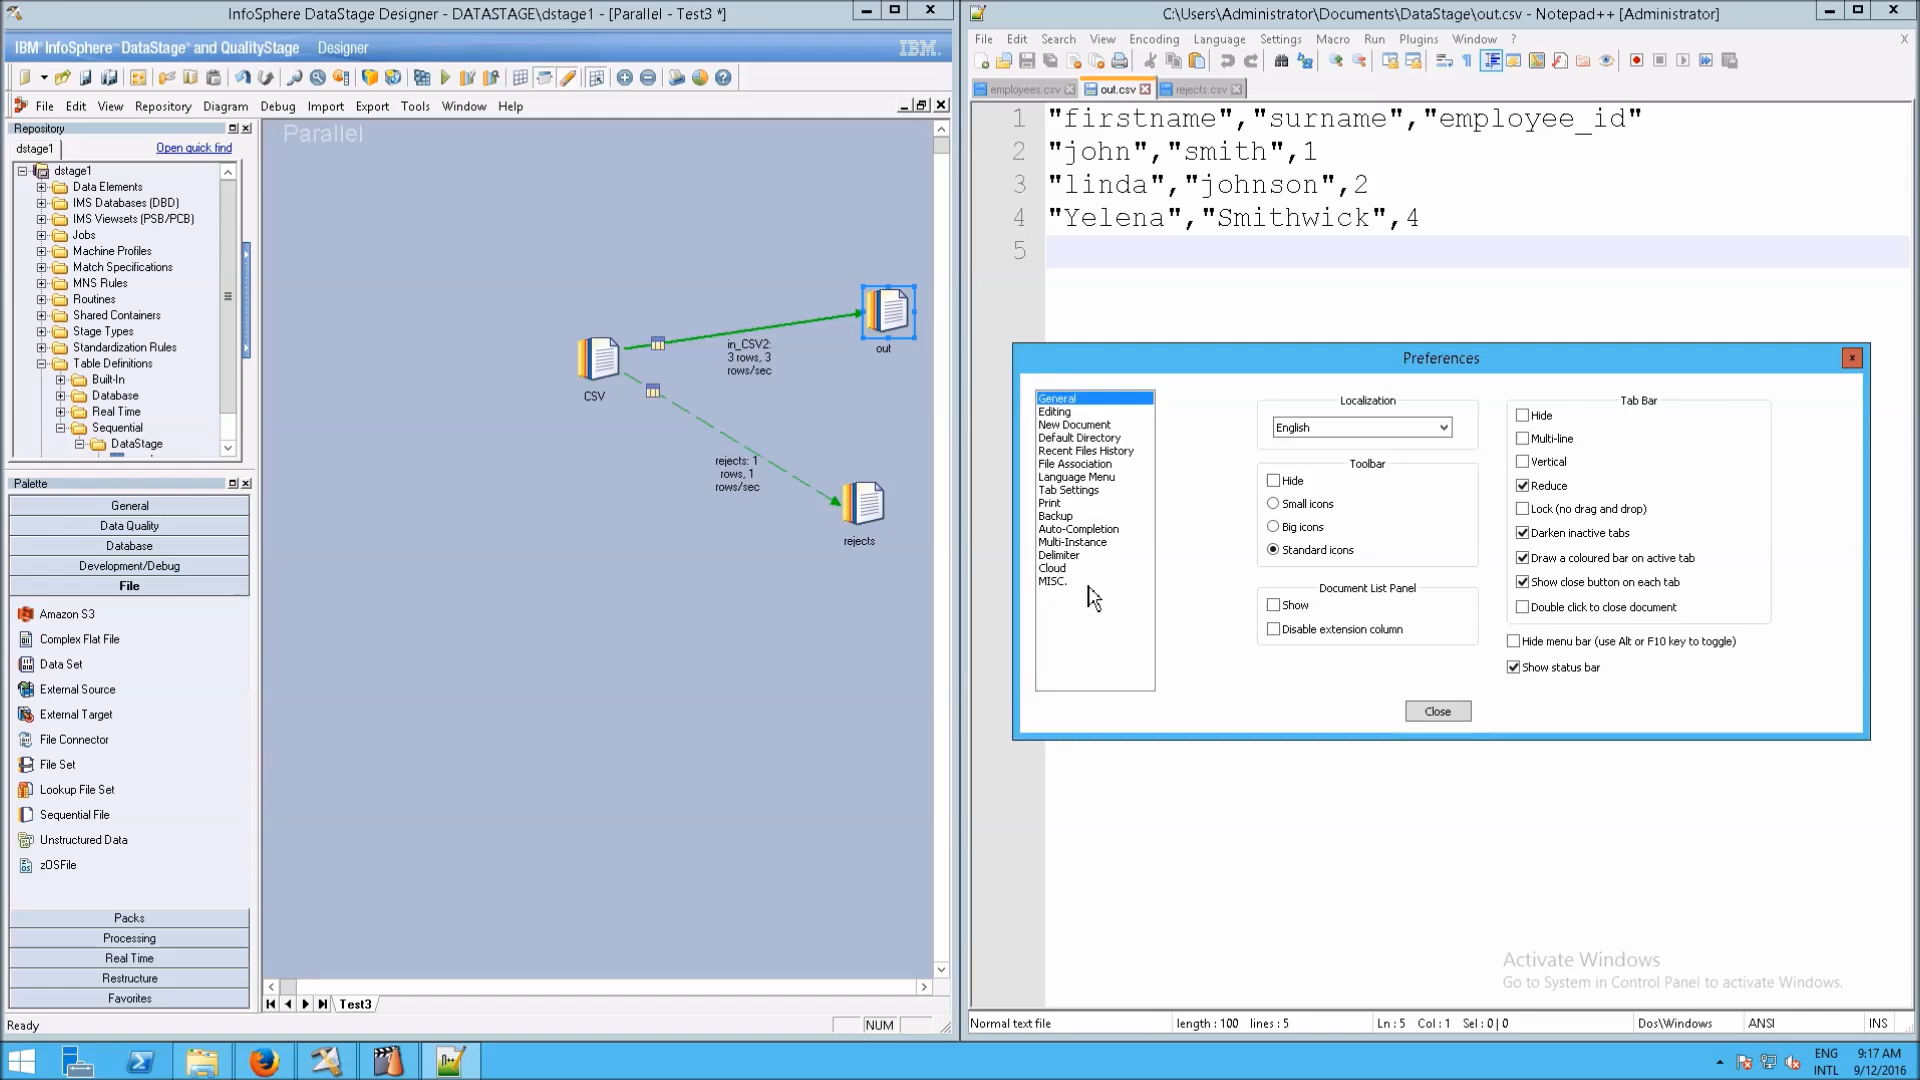 InfoSphere DataStage Designer - DATASTAGE\dstage1 - [Parallel - Test3 *]
IBM® InfoSphere™ DataStage® and QualityStage Designer
IBM.
File Edit View Repository Diagram Debug Import Export Tools Window Help
Repository
dstage1
Open quick find
dstage1
Data Elements
IMS Databases (DBD)
IMS Viewsets (PSB/PCB)
Jobs
Machine Profiles
Match Specifications
MNS Rules
Routines
Shared Containers
Stage Types
Standardization Rules
Table Definitions
Built-In
Database
Real Time
Sequential
DataStage
Palette
General
Data Quality
Database
Development/Debug
File
Amazon S3
Complex Flat File
Data Set
External Source
External Target
File Connector
File Set
Lookup File Set
Sequential File
Unstructured Data
zOSFile
Packs
Processing
Real Time
Restructure
Favorites
Ready
NUM
Parallel
CSV
in_CSV2:
3 rows, 3
rows/sec
out
rejects: 1
rows, 1
rows/sec
rejects
Test3
C:\Users\Administrator\Documents\DataStage\out.csv - Notepad++ [Administrator]
File Edit Search View Encoding Language Settings Macro Run Plugins Window ?
X
employees.csv
out.csv
rejects.csv
1 "firstname","surname","employee_id"
2 "john","smith",1
3 "linda","johnson",2
4 "Yelena","Smithwick",4
5
Preferences
General
Editing
New Document
Default Directory
Recent Files History
File Association
Language Menu
Tab Settings
Print
Backup
Auto-Completion
Multi-Instance
Delimiter
Cloud
MISC.
Localization
English
Toolbar
Hide
Small icons
Big icons
Standard icons
Document List Panel
Show
Disable extension column
Tab Bar
Hide
Multi-line
Vertical
Reduce
Lock (no drag and drop)
Darken inactive tabs
Draw a coloured bar on active tab
Show close button on each tab
Double click to close document
Hide menu bar (use Alt or F10 key to toggle)
Show status bar
Close
Activate Windows
Go to System in Control Panel to activate Windows.
Normal text file
length : 100 lines : 5
Ln : 5 Col : 1 Sel : 0 | 0
Dos\Windows
ANSI
INS
ENG
INTL
9:17 AM
9/12/2016